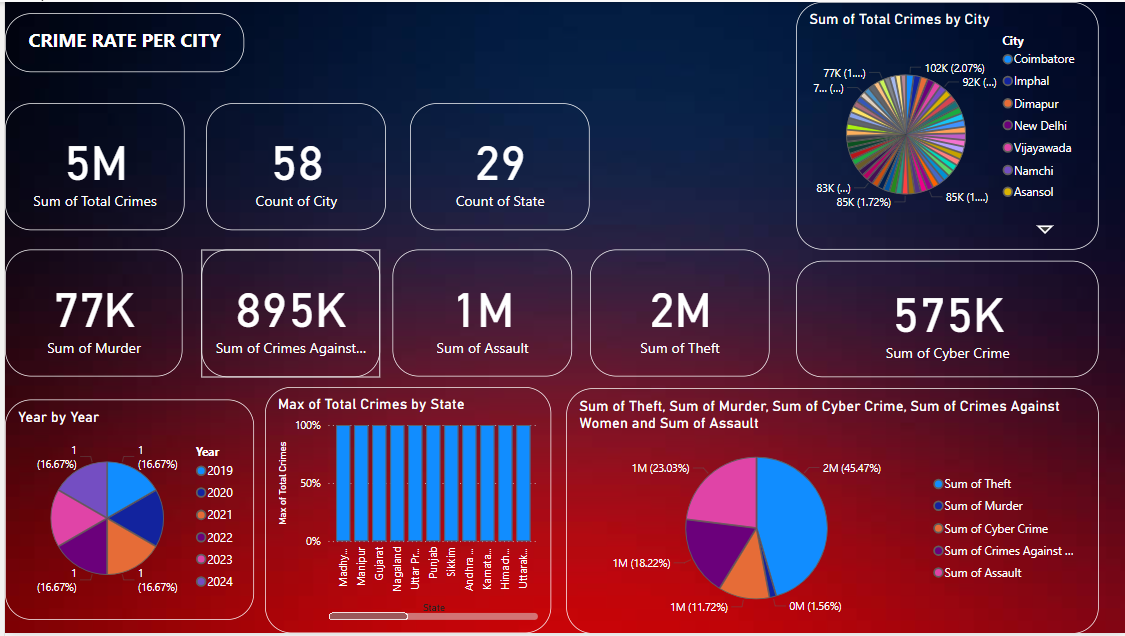 CRIME RATE PER CITY
Sum of Total Crimes by City
City
Coimbatore
Imphal
Dimapur
New Delhi
Vijayawada
Namchi
Asansol
102K (2.07%)
92K (...)
85K (1....)
85K (1.72%)
83K (...)
7... (...)
77K (1....)
5M
Sum of Total Crimes
58
Count of City
29
Count of State
77K
Sum of Murder
895K
Sum of Crimes Against...
1M
Sum of Assault
2M
Sum of Theft
575K
Sum of Cyber Crime
Year by Year
1
(16.67%)
1
(16.67%)
1
(16.67%)
1
(16.67%)
Year
2019
2020
2021
2022
2023
2024
Max of Total Crimes by State
Max of Total Crimes
100%
50%
0%
Madhy...
Manipur
Gujarat
Nagaland
Uttar Pr...
Punjab
Sikkim
Andhra ...
Karnata...
Himach...
Uttarak...
State
Sum of Theft, Sum of Murder, Sum of Cyber Crime, Sum of Crimes Against
Women and Sum of Assault
1M (23.03%)
2M (45.47%)
1M (18.22%)
1M (11.72%)
0M (1.56%)
Sum of Theft
Sum of Murder
Sum of Cyber Crime
Sum of Crimes Against ...
Sum of Assault